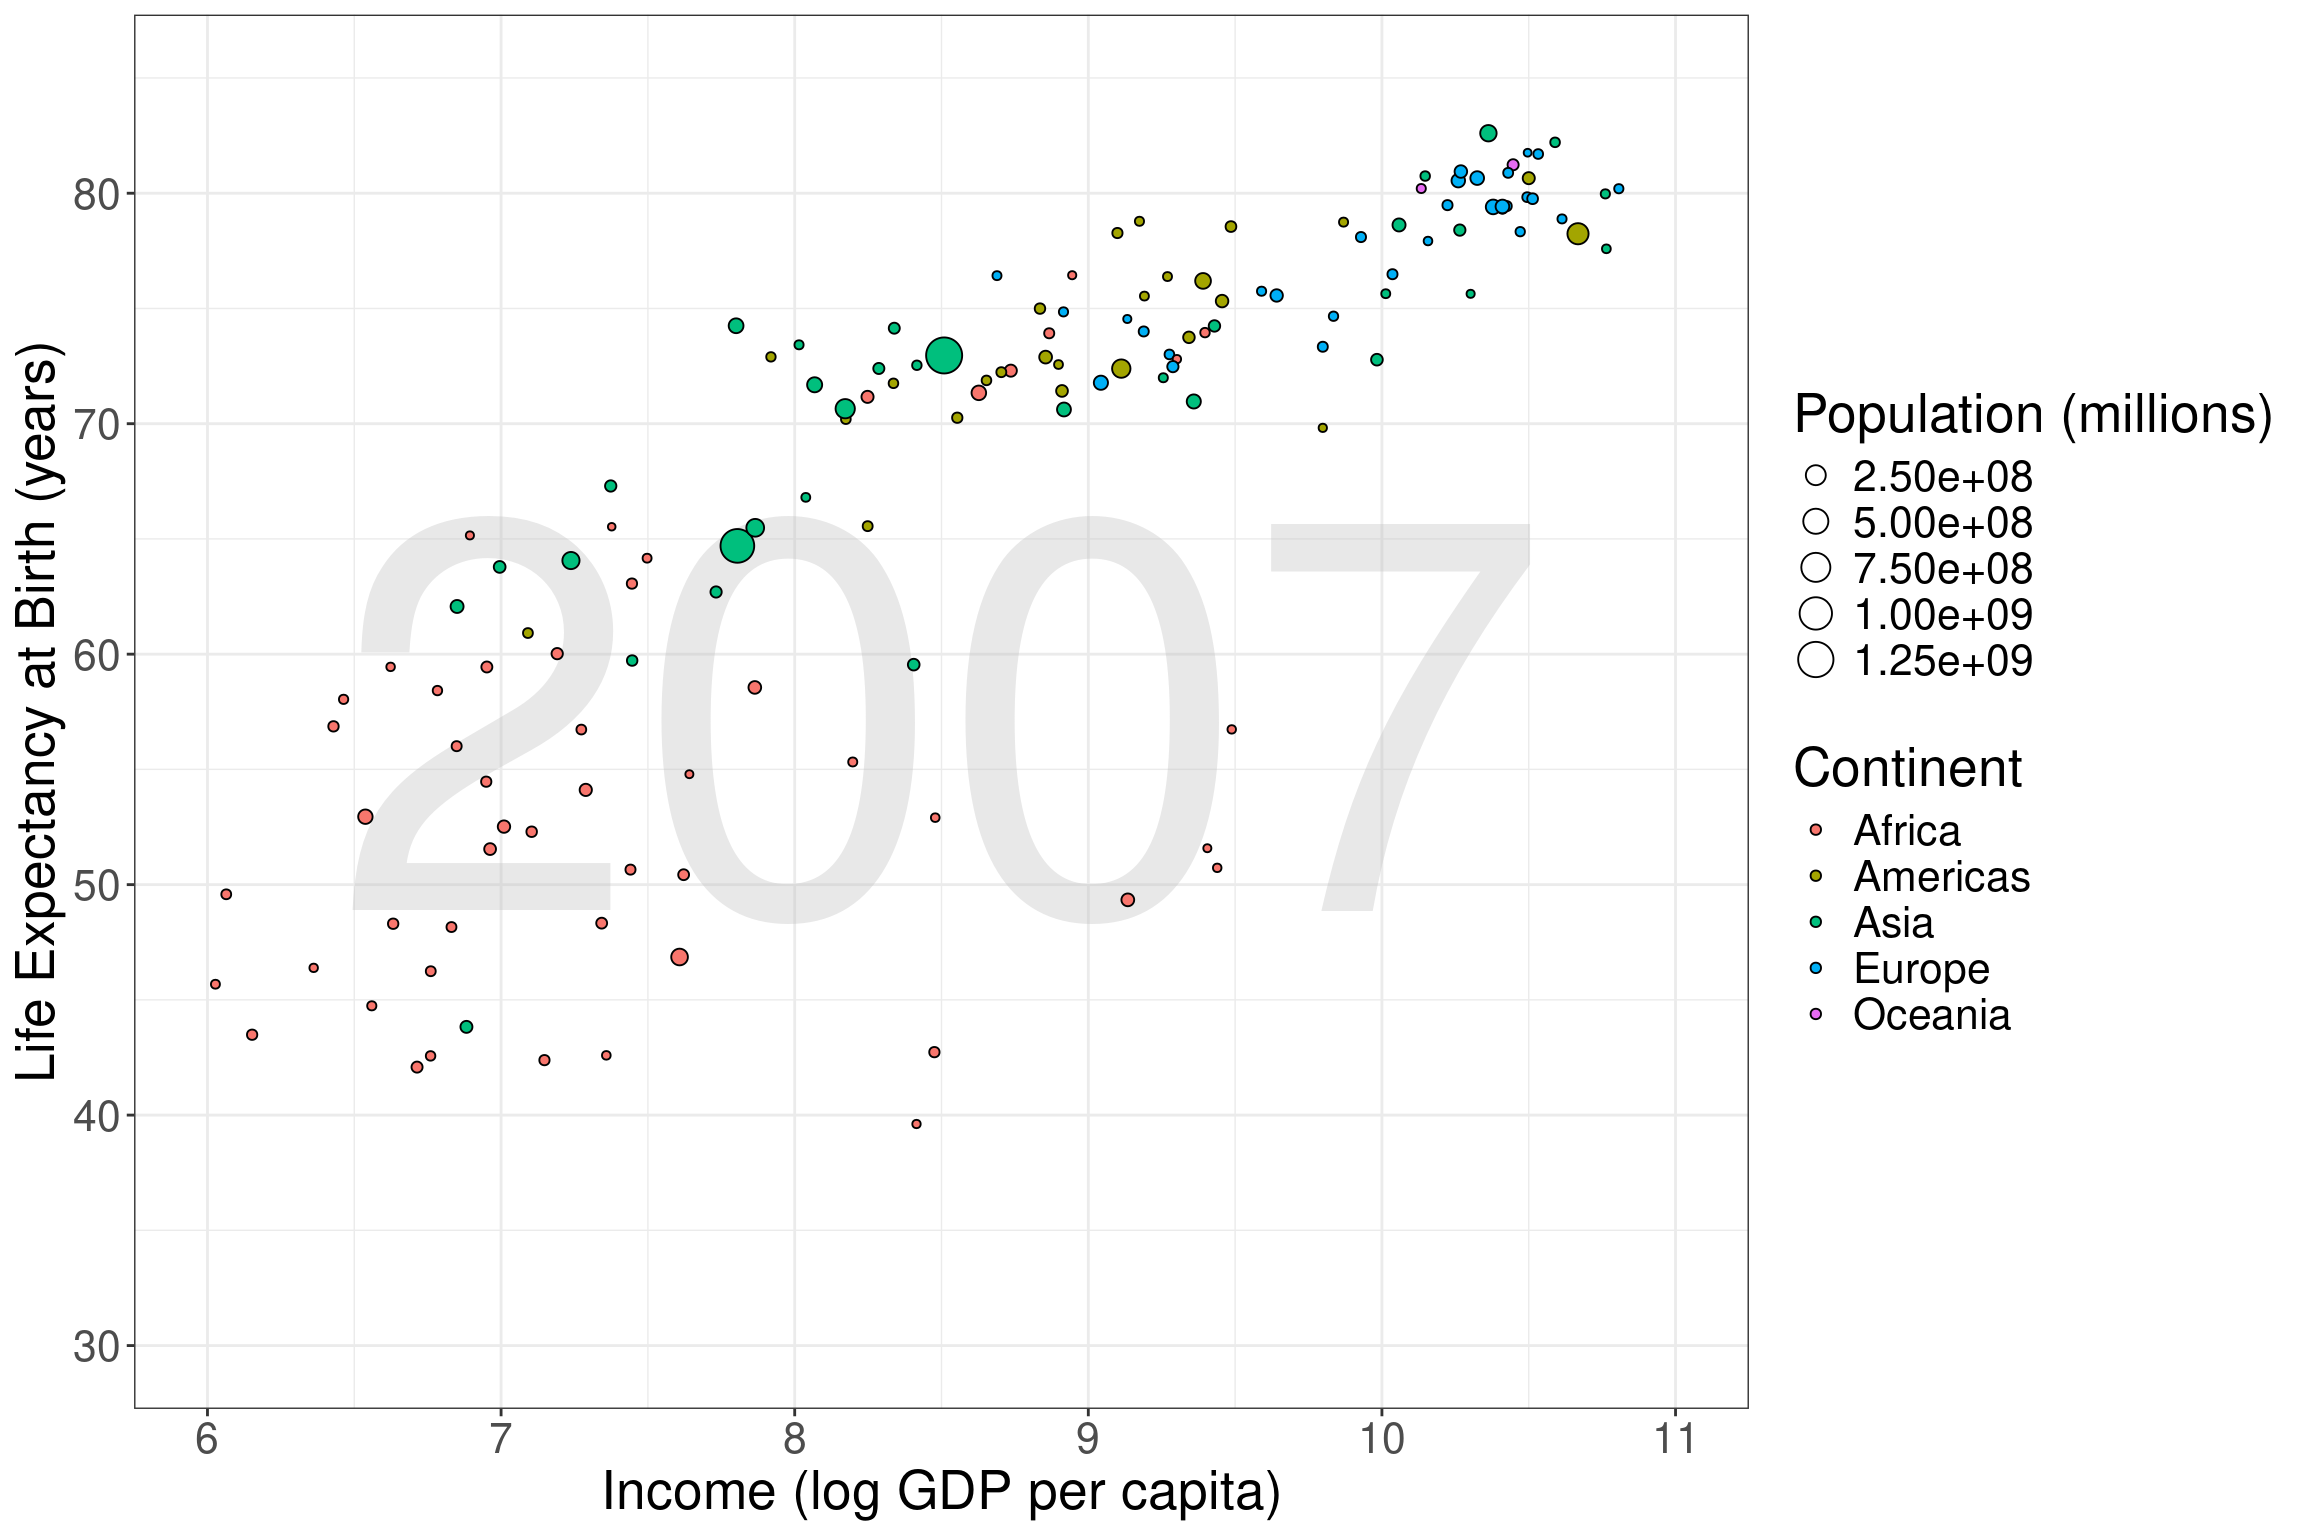 2007
80
70
60
50
40
30
6 7 8 9 10 11
Life Expectancy at Birth (years)
Income (log GDP per capita)
Population (millions)
2.50e+08
5.00e+08
7.50e+08
1.00e+09
1.25e+09
Continent
Africa
Americas
Asia
Europe
Oceania